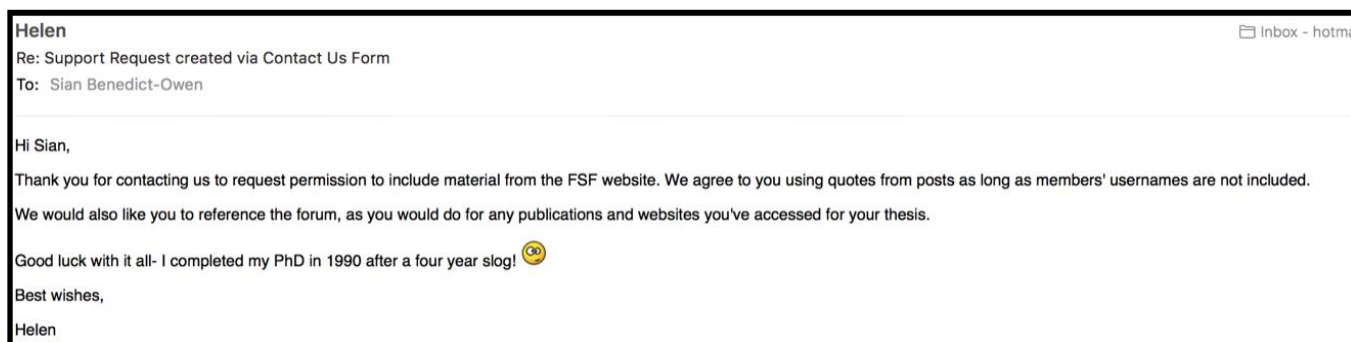 Helen
Inbox - hotma
Re: Support Request created via Contact Us Form
To: Sian Benedict-Owen
Hi Sian,
Thank you for contacting us to request permission to include material from the FSF website. We agree to you using quotes from posts as long as members' usernames are not included.
We would also like you to reference the forum, as you would do for any publications and websites you've accessed for your thesis.
Good luck with it all- I completed my PhD in 1990 after a four year slog!
Best wishes,
Helen